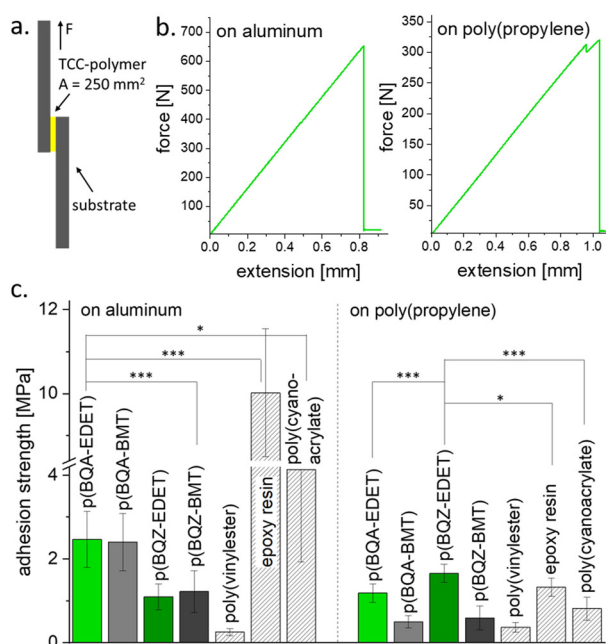 a.
F
TCC-polymer
A = 250 mm²
substrate
b.
on aluminum
force [N]
700
600
500
400
300
200
100
0.0 0.2 0.4 0.6 0.8
extension [mm]
on poly(propylene)
force [N]
350
300
250
200
150
100
50
0
0.0 0.2 0.4 0.6 0.8 1.0
extension [mm]
c.
on aluminum
on poly(propylene)
adhesion strength [MPa]
12
10
4
2
0
*
***
***
p(BQA-EDET)
p(BQA-BMT)
p(BQZ-EDET)
p(BQZ-BMT)
poly(vinylester)
epoxy resin
poly(cyano-
acrylate)
***
***
*
p(BQA-EDET)
p(BQA-BMT)
p(BQZ-EDET)
p(BQZ-BMT)
poly(vinylester)
epoxy resin
poly(cyanoacrylate)